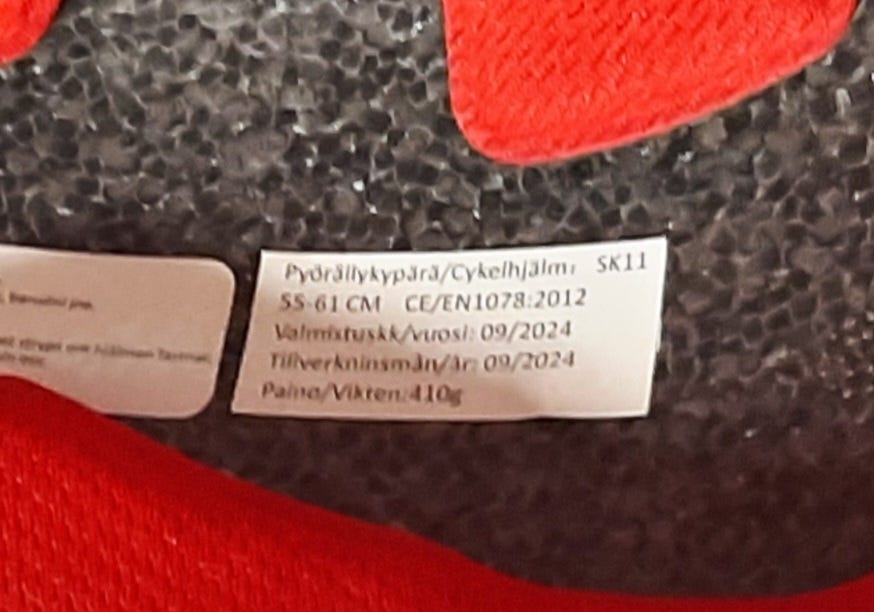 Pyöräilykypärä/Cykelhjälm: SK11
55-61 CM CE/EN1078:2012
Valmistuskk/vuosi: 09/2024
Tillverkninsmån/år: 09/2024
Paino/Vikten:410g